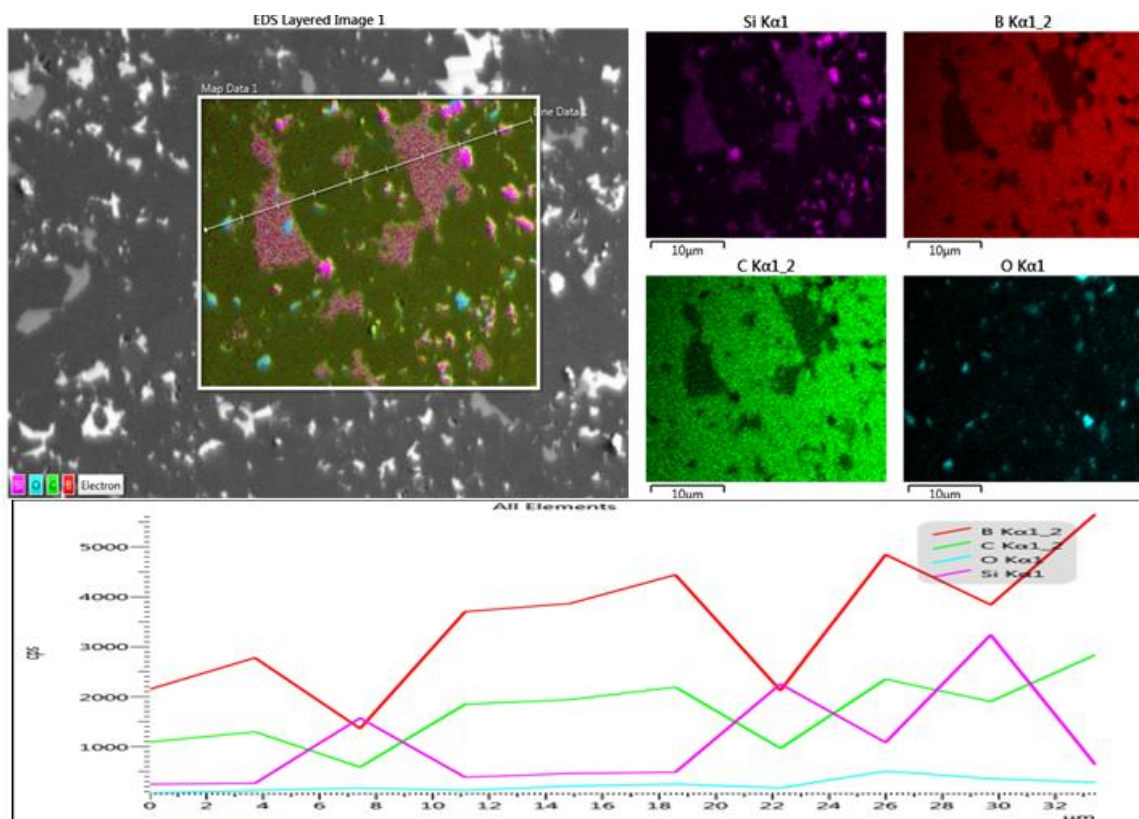 EDS Layered Image 1
Map Data 1
Line Data 1
Si O C B Electron
Si Kα1
10μm
B Kα1_2
10μm
C Kα1_2
10μm
O Kα1
10μm
All Elements
5000
4000
3000
2000
1000
cps
B Kα1_2
C Kα1_2
O Kα1
Si Kα1
0 2 4 6 8 10 12 14 16 18 20 22 24 26 28 30 32
μm